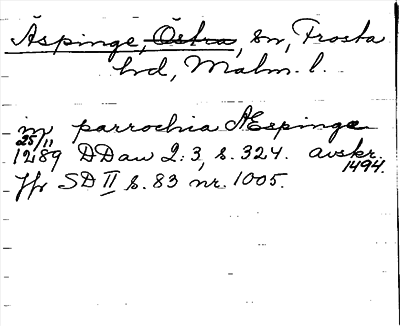 Äspinge, Östra, sn, Frosta
hd, Malm. l.
in parrochia AEspinge
25/11
1289 DDaw 2:3, s. 324. avskr.
1494.
Jfr SD II s. 83 nr 1005.